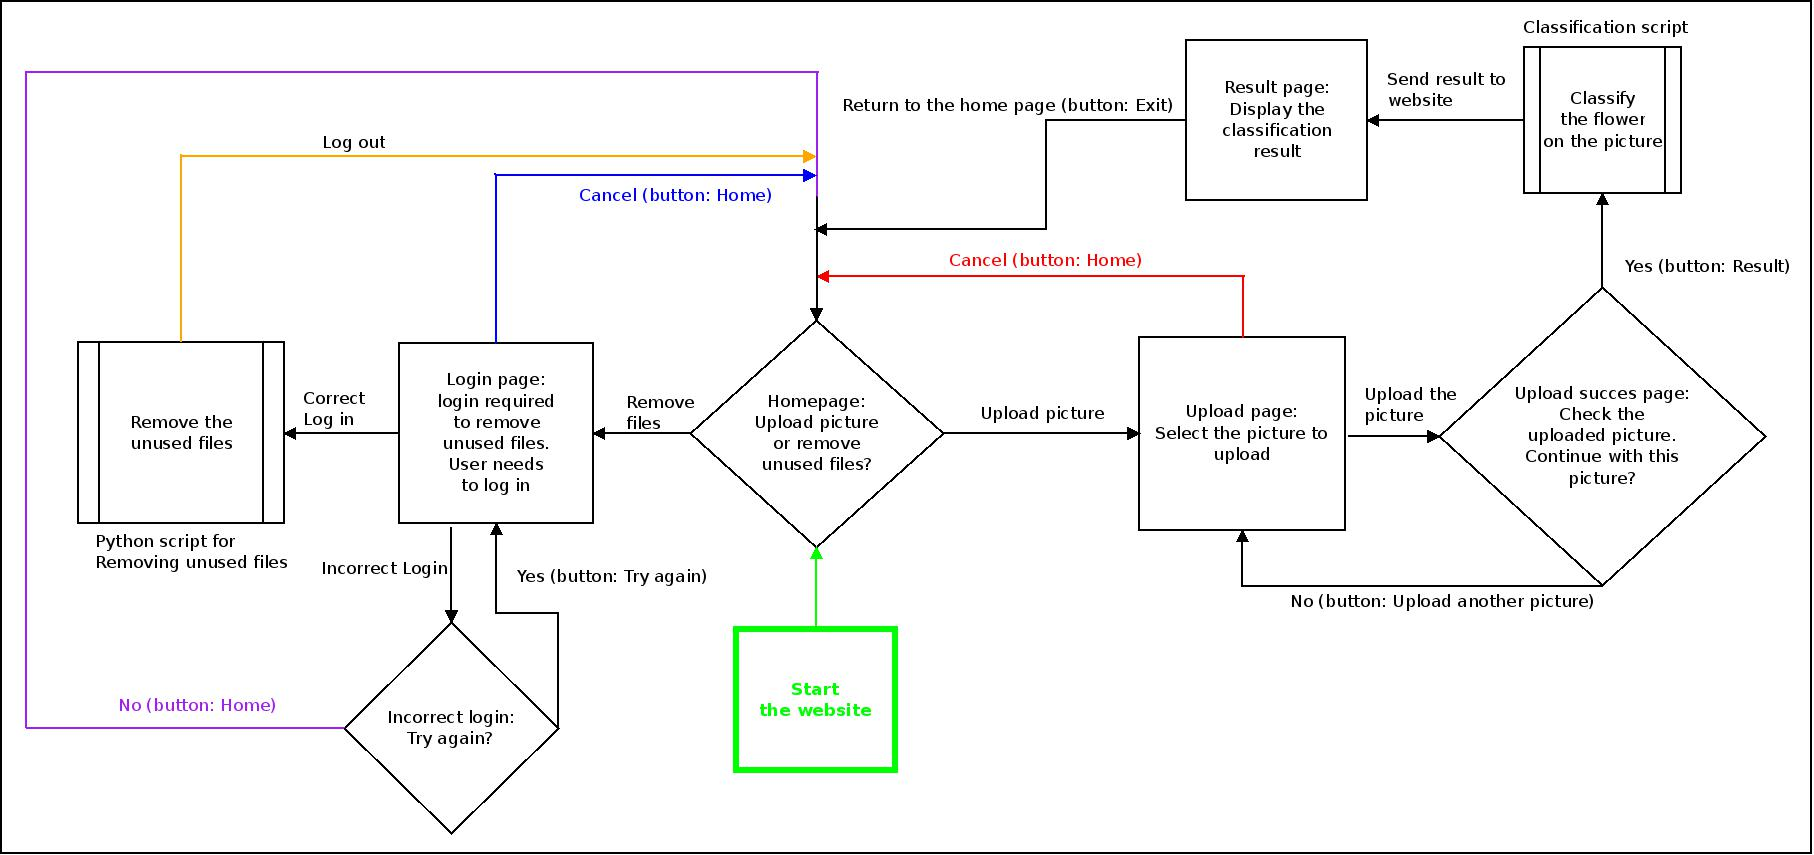 Classification script
Classify
the flower
on the picture
Send result to
website
Result page:
Display the
classification
result
Return to the home page (button: Exit)
Log out
Cancel (button: Home)
Cancel (button: Home)
Yes (button: Result)
Remove the
unused files
Python script for
Removing unused files
Correct
Log in
Login page:
login required
to remove
unused files.
User needs
to log in
Remove
files
Homepage:
Upload picture
or remove
unused files?
Upload picture
Upload page:
Select the picture to
upload
Upload the
picture
Upload succes page:
Check the
uploaded picture.
Continue with this
picture?
No (button: Upload another picture)
Incorrect Login
Yes (button: Try again)
No (button: Home)
Incorrect login:
Try again?
Start
the website